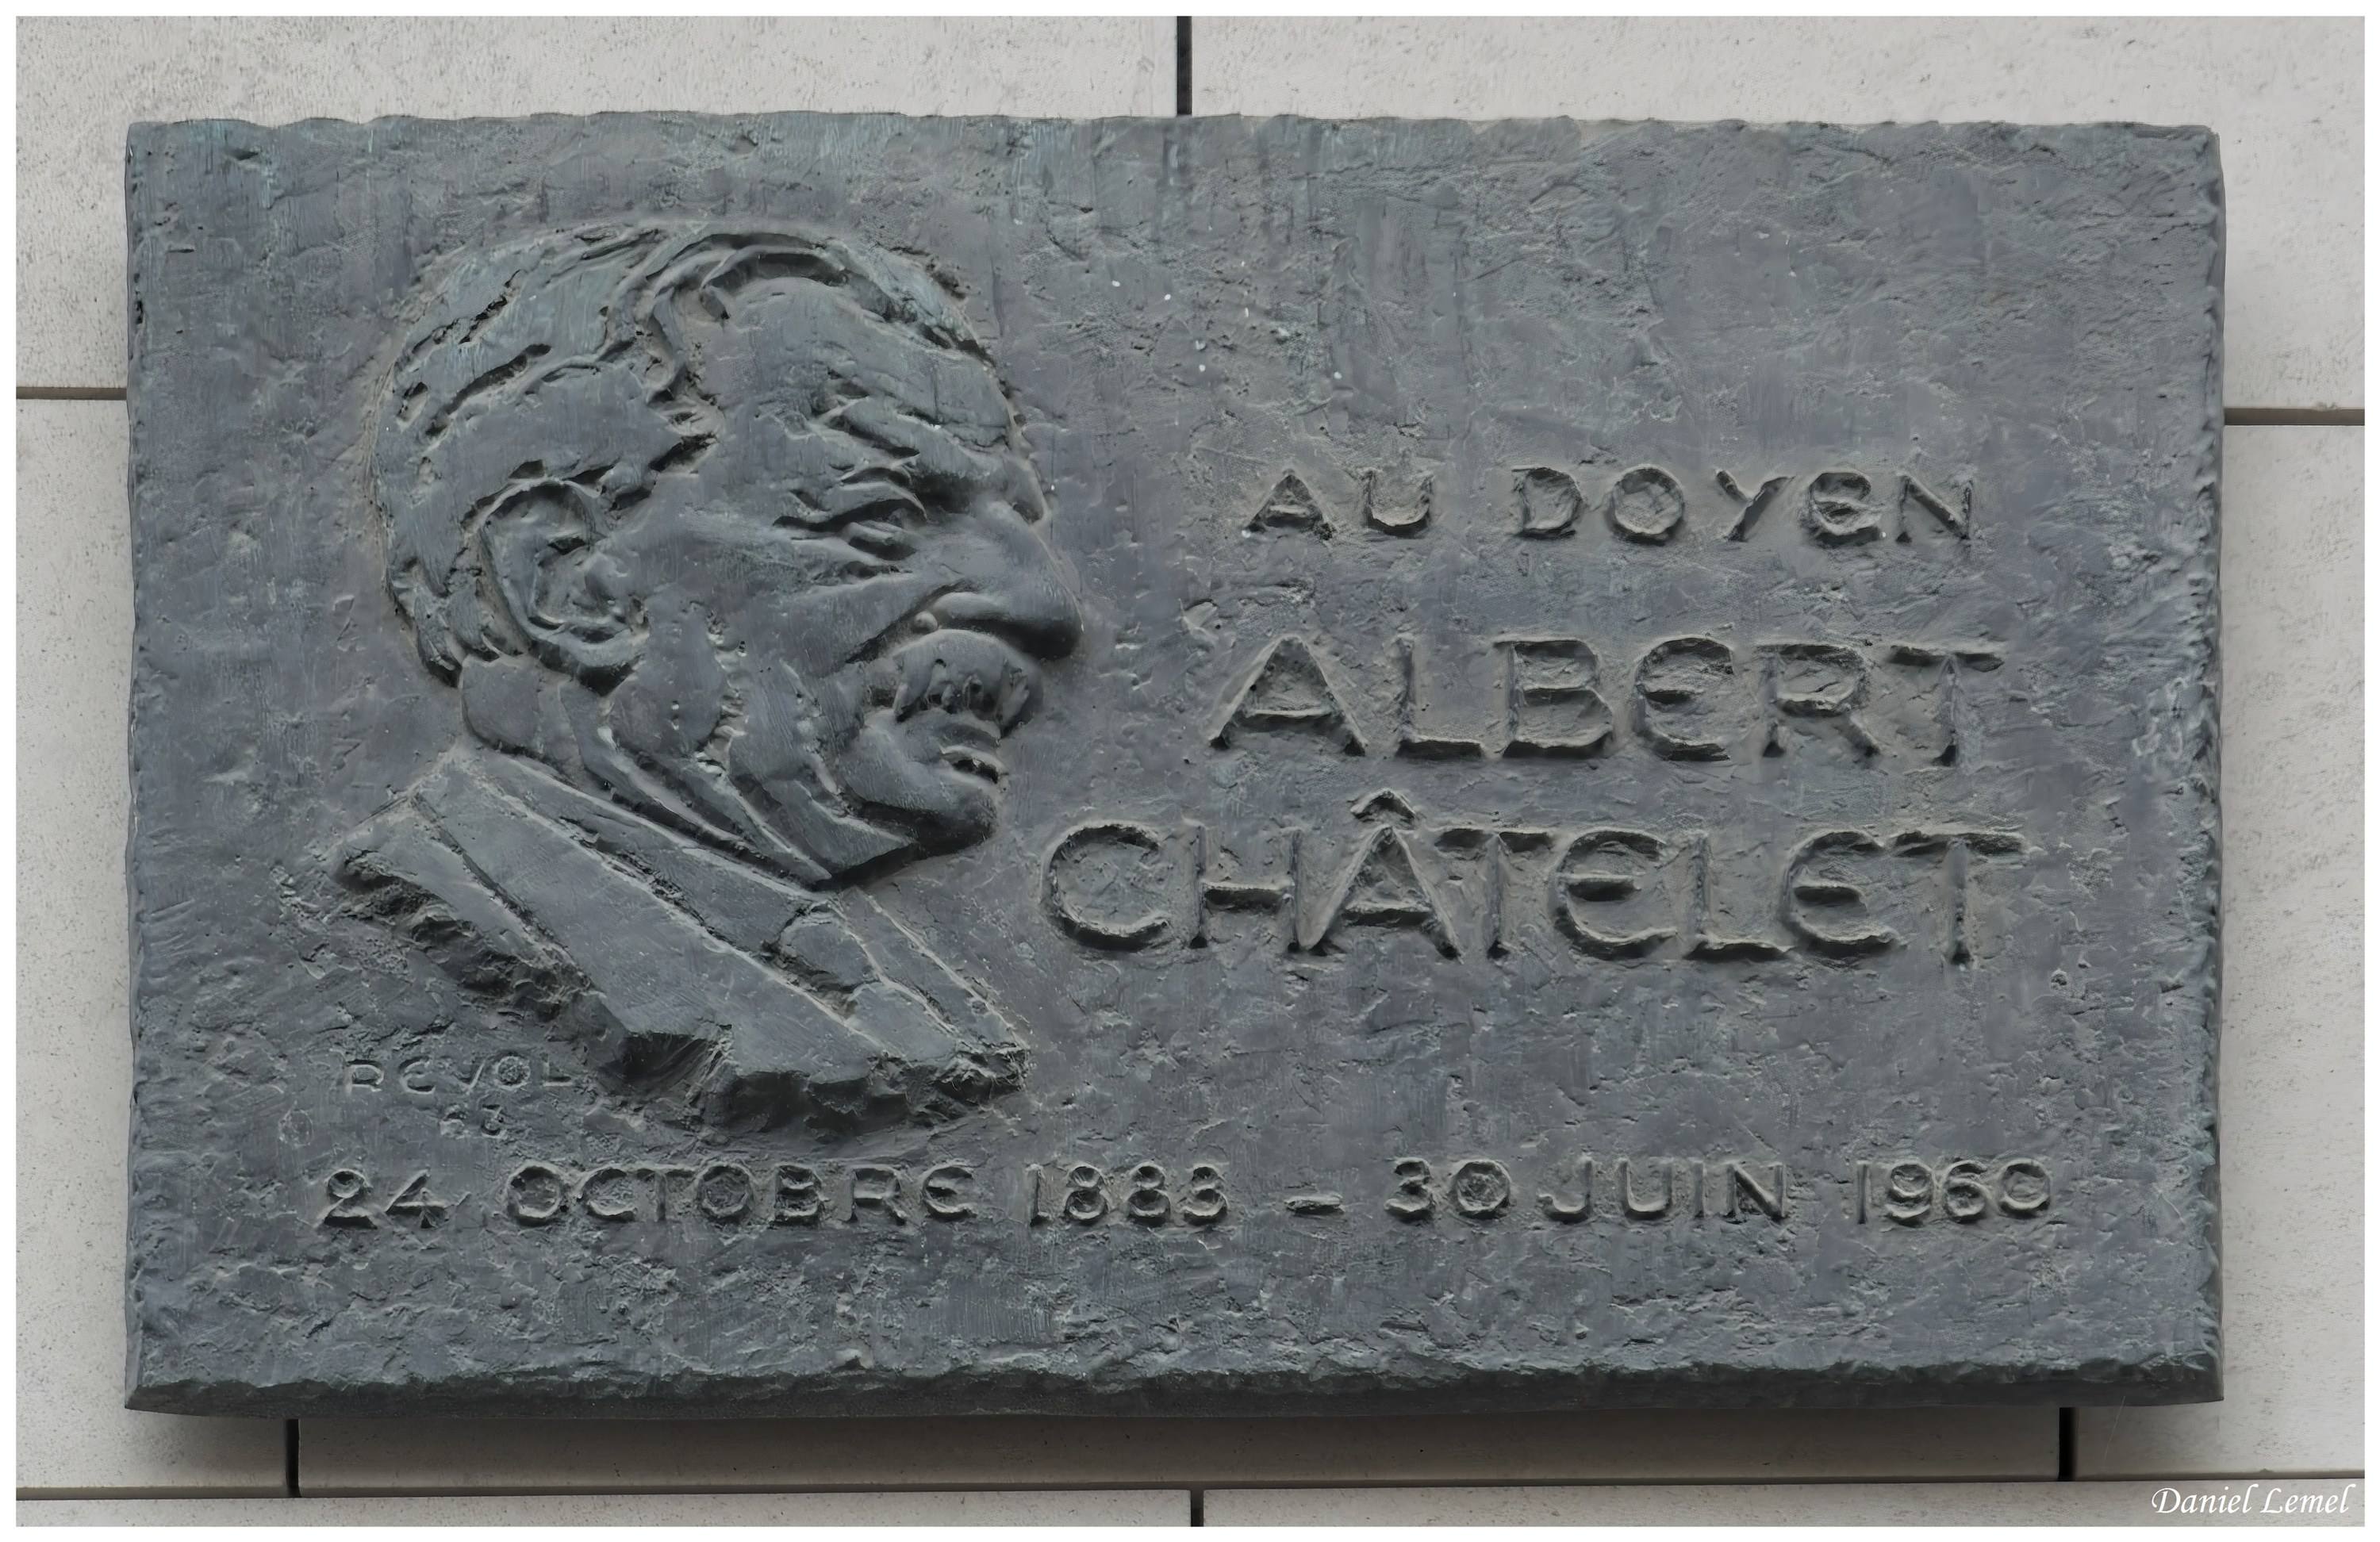 AU DOYEN
ALBERT
CHÂTELET
REVOL
63
24 OCTOBRE 1883 - 30 JUIN 1960
Daniel Lemel